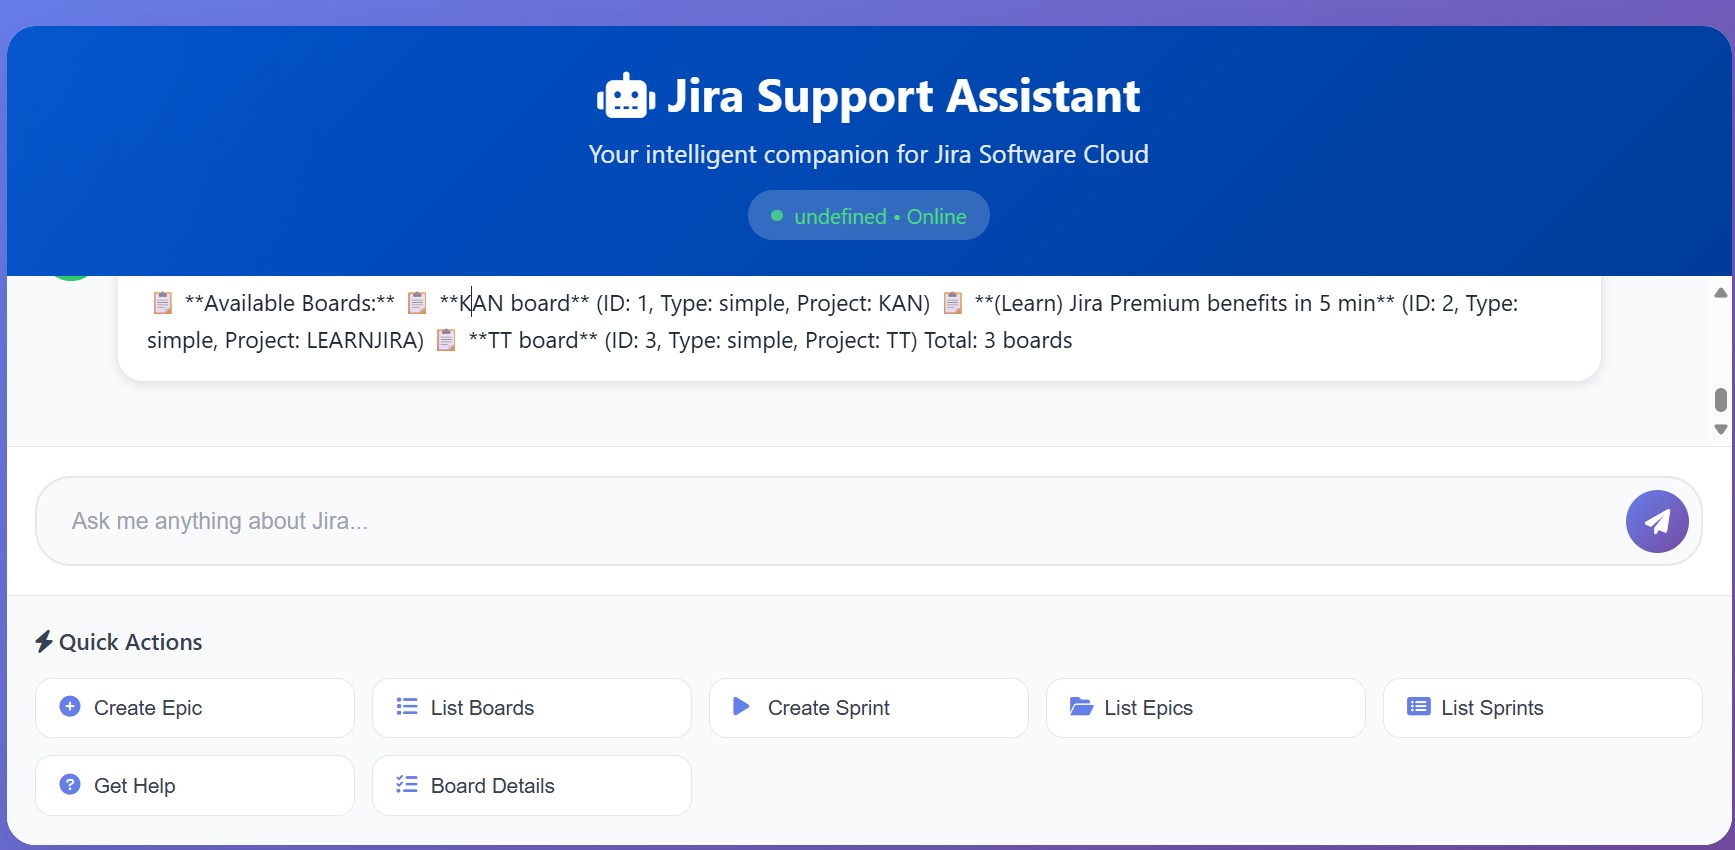 Jira Support Assistant
Your intelligent companion for Jira Software Cloud
undefined • Online
📋 **Available Boards:** 📋 **KAN board** (ID: 1, Type: simple, Project: KAN) 📋 **(Learn) Jira Premium benefits in 5 min** (ID: 2, Type:
simple, Project: LEARNJIRA) 📋 **TT board** (ID: 3, Type: simple, Project: TT) Total: 3 boards
Ask me anything about Jira...
Quick Actions
Create Epic
List Boards
Create Sprint
List Epics
List Sprints
Get Help
Board Details